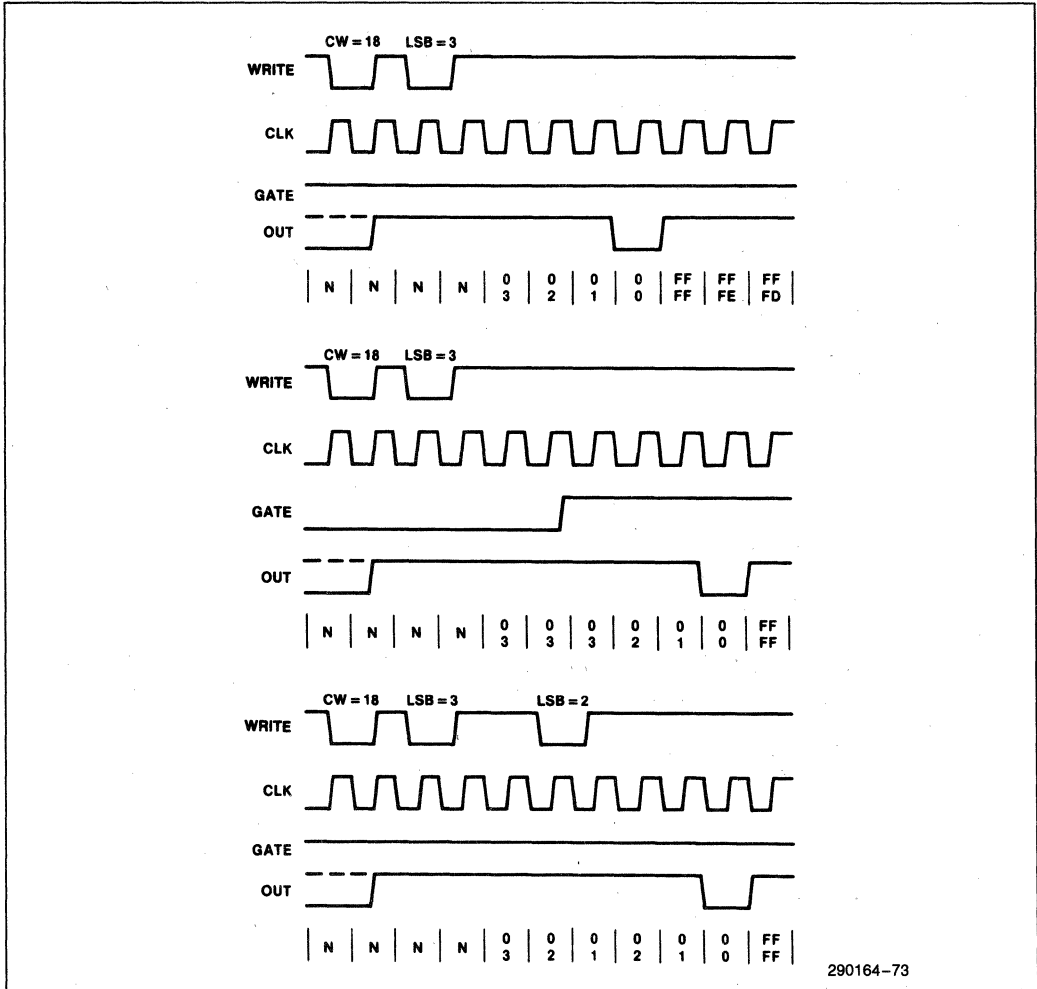 CW = 18 LSB = 3
WRITE
CLK
GATE
OUT
N N N N 0 0 0 0 FF FF FF
3 2 1 0 FF FE FD
CW = 18 LSB = 3
WRITE
CLK
GATE
OUT
N N N N 0 0 0 0 0 0 FF
3 3 3 2 1 0 FF
CW = 18 LSB = 3 LSB = 2
WRITE
CLK
GATE
OUT
N N N N 0 0 0 0 0 0 FF
3 2 1 2 1 0 FF
290164-73